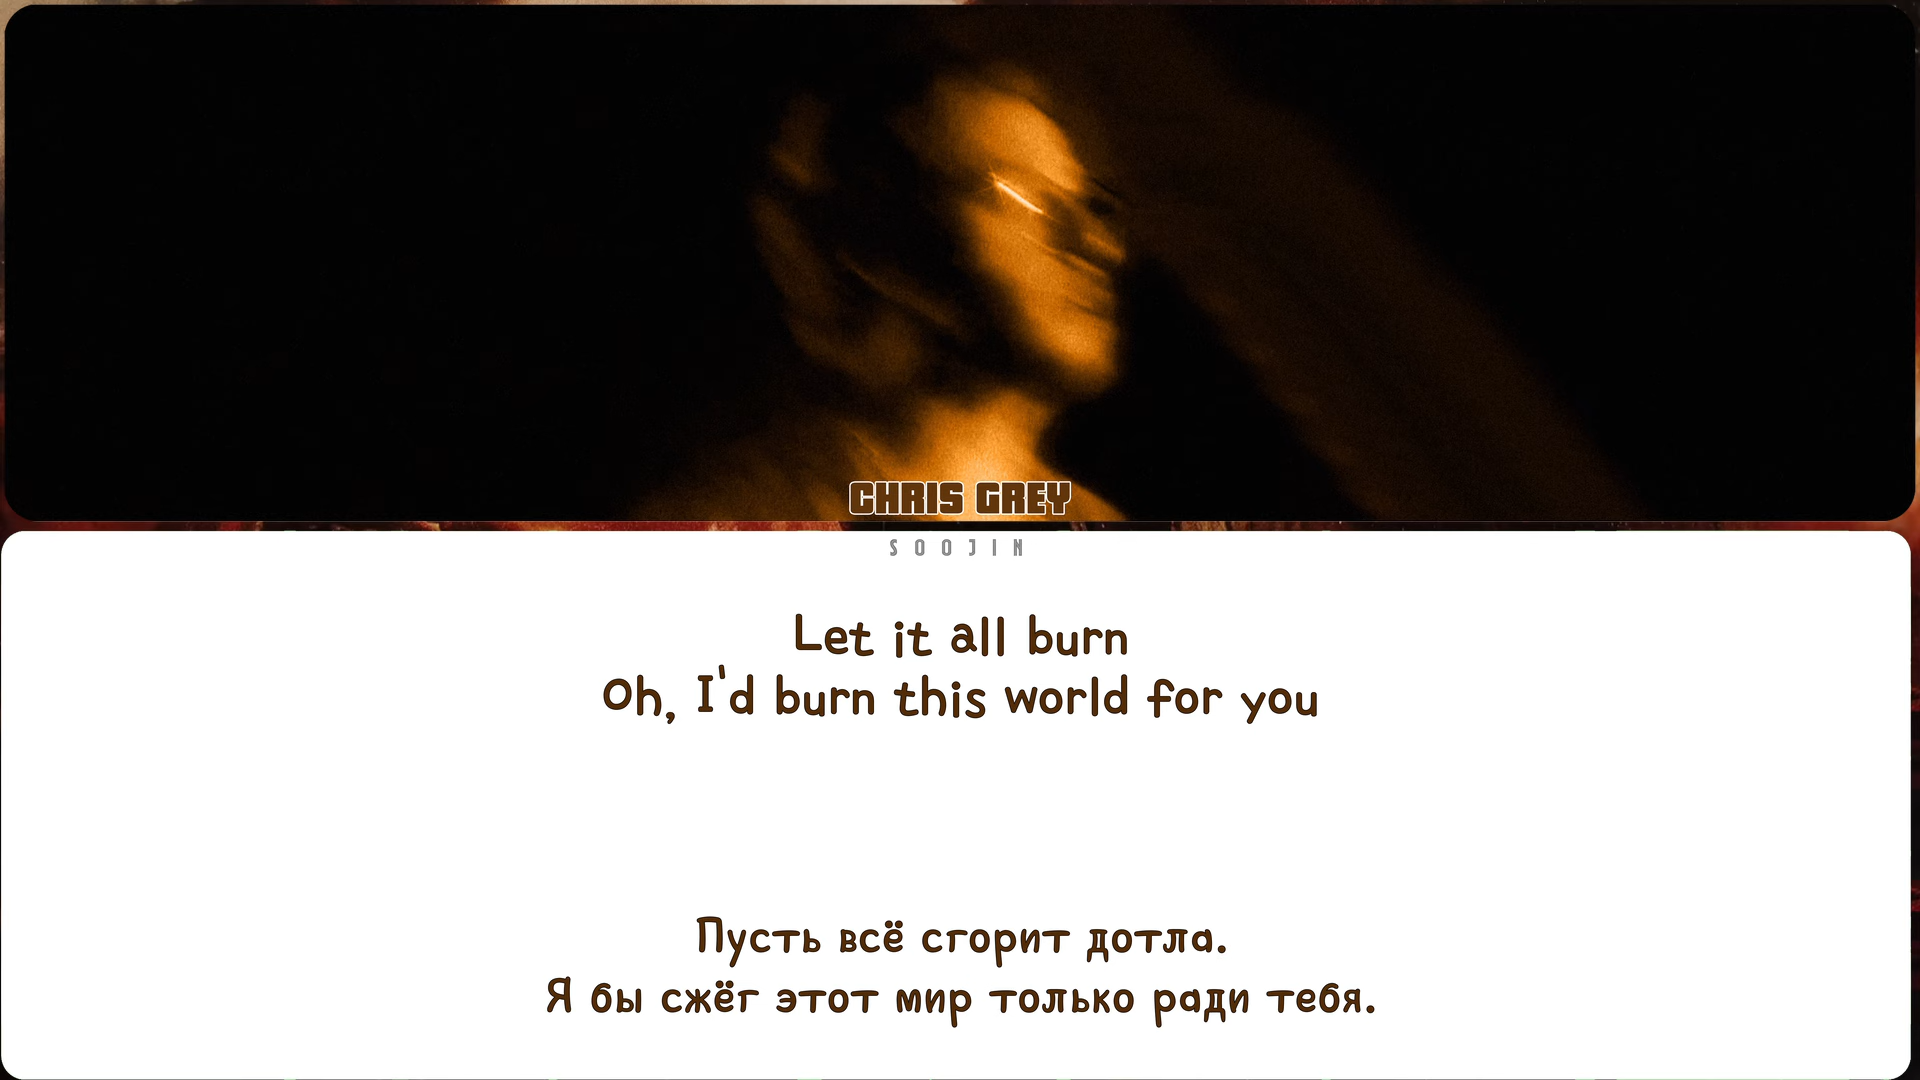 CHRIS GREY
SOOJIN
Let it all burn
Oh, I'd burn this world for you
Пусть всё сгорит дотла.
Я бы сжёг этот мир только ради тебя.